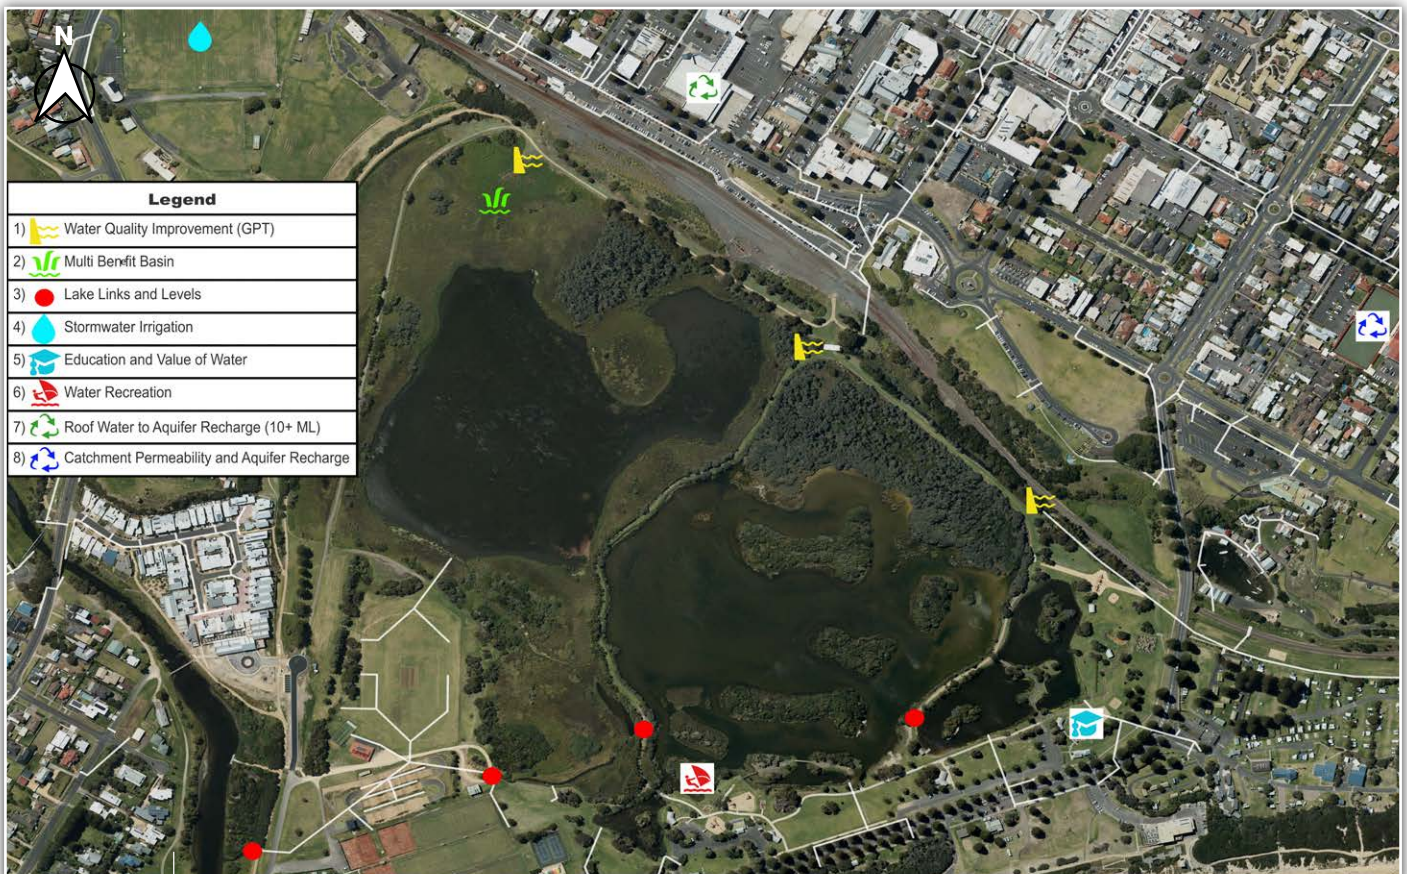 N
Legend
1) Water Quality Improvement (GPT)
2) Multi Benefit Basin
3) Lake Links and Levels
4) Stormwater Irrigation
5) Education and Value of Water
6) Water Recreation
7) Roof Water to Aquifer Recharge (10+ ML)
8) Catchment Permeability and Aquifer Recharge